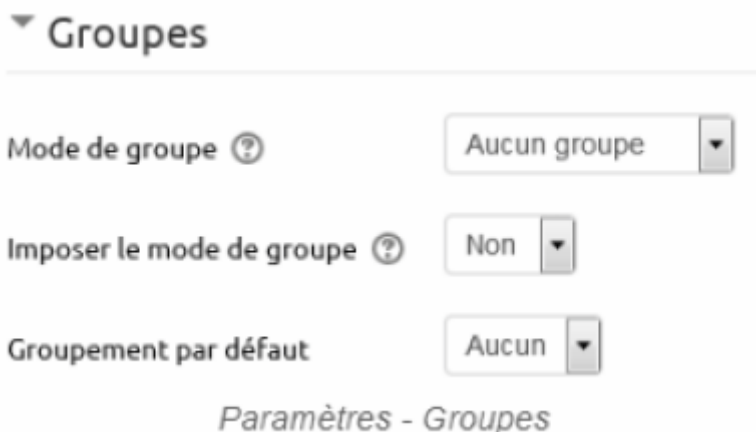 Groupes
Mode de groupe Aucun groupe
Imposer le mode de groupe Non
Groupement par défaut Aucun
Paramètres - Groupes